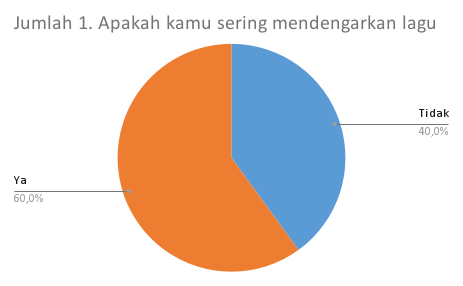 Jumlah 1. Apakah kamu sering mendengarkan lagu
Tidak
40,0%
Ya
60,0%